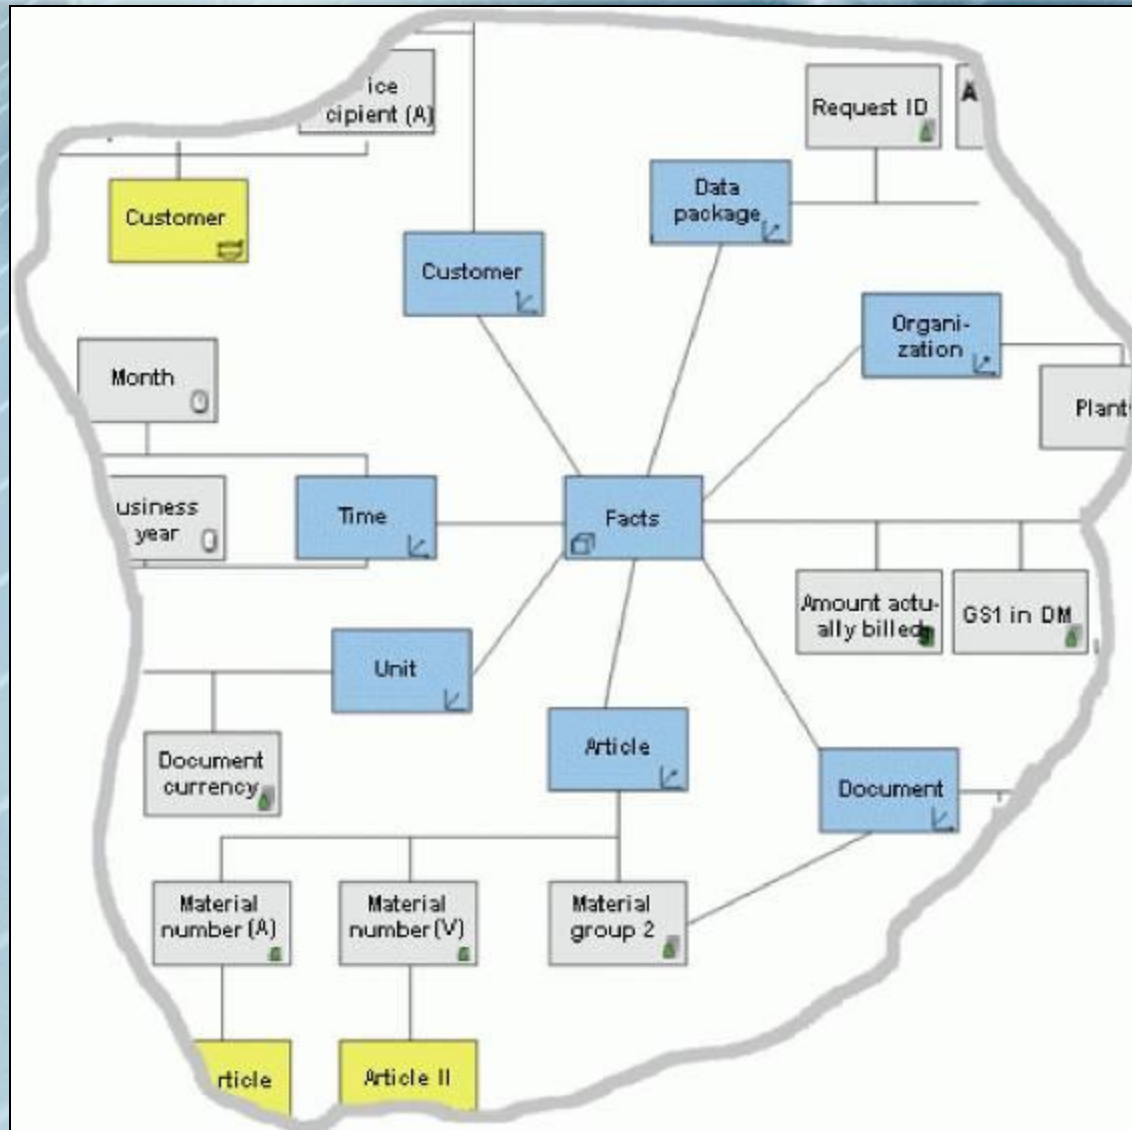 ice
cipient (A)
Request ID
A
Customer
Data
package
Customer
Organi-
zation
Month
Plant
usiness
year
Time
Facts
Amount actu-
ally billed
GS1 in DM
Unit
Document
currency
Article
Document
Material
number (A)
Material
number (V)
Material
group 2
rticle
Article II